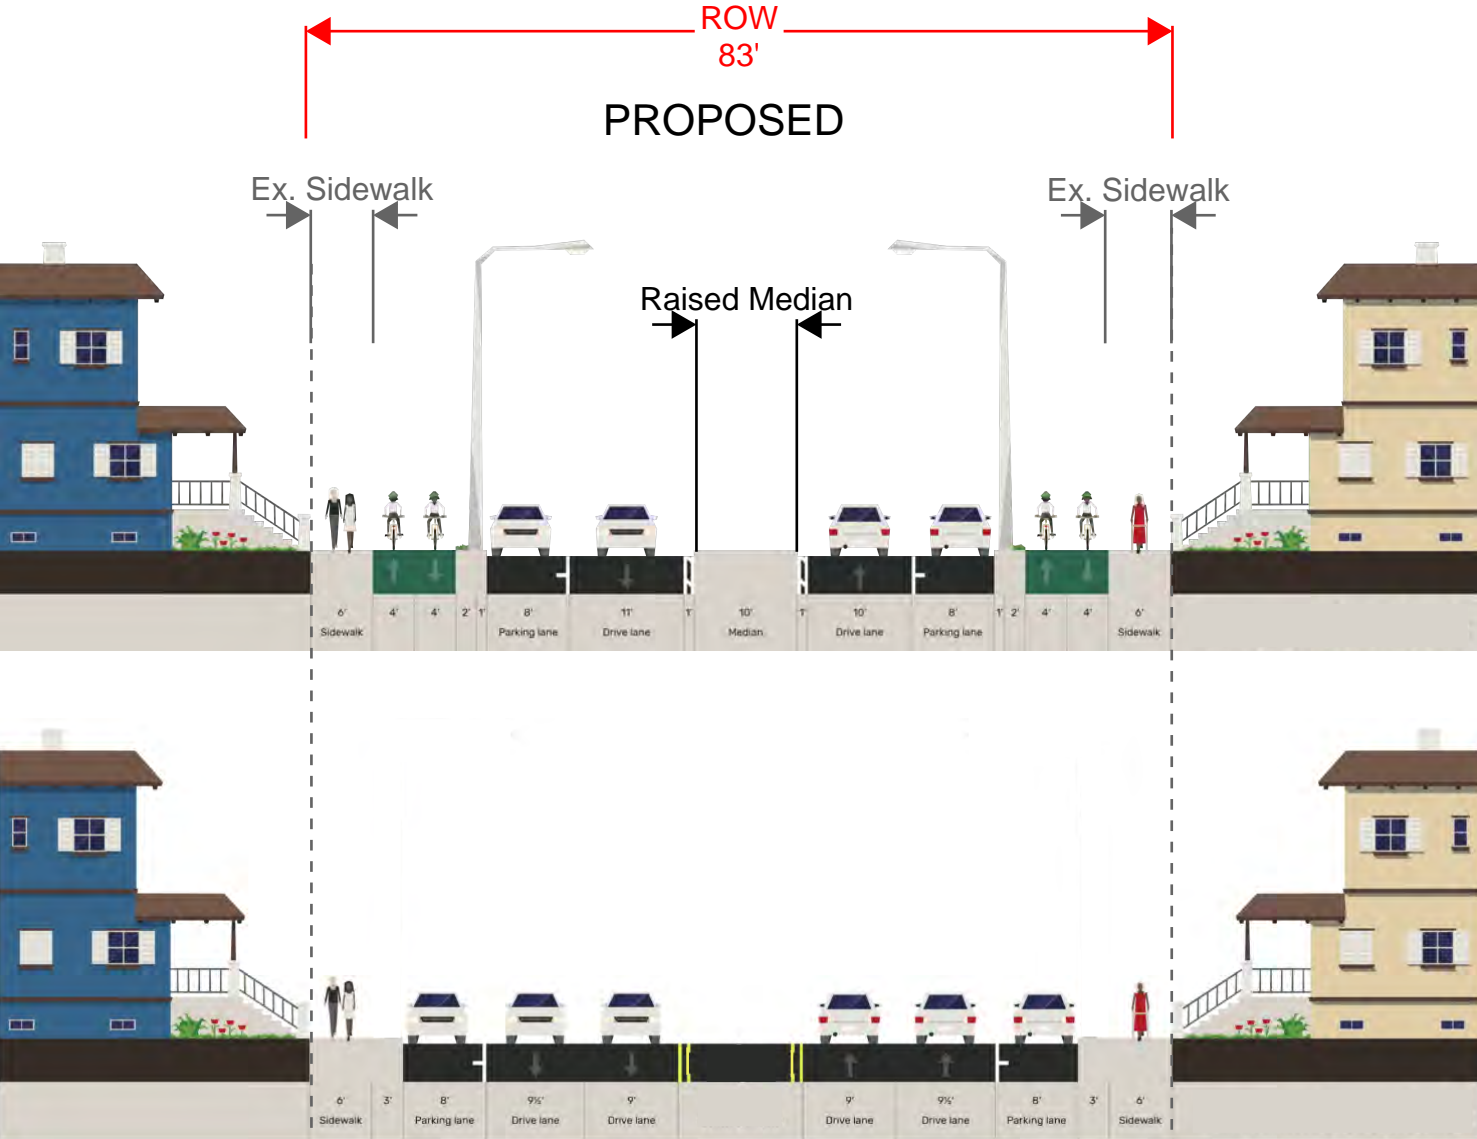 ROW
83'
PROPOSED
Ex. Sidewalk Ex. Sidewalk
Raised Median
6' 4' 4' 2' 1' 8' 11' 1' 10' 1' 10' 8' 1' 2' 4' 4' 6'
Sidewalk Parking lane Drive lane Median Drive lane Parking lane Sidewalk
6' 3' 8' 9½' 9' 9' 9½' 8' 3' 6'
Sidewalk Parking lane Drive lane Drive lane Drive lane Drive lane Parking lane Sidewalk